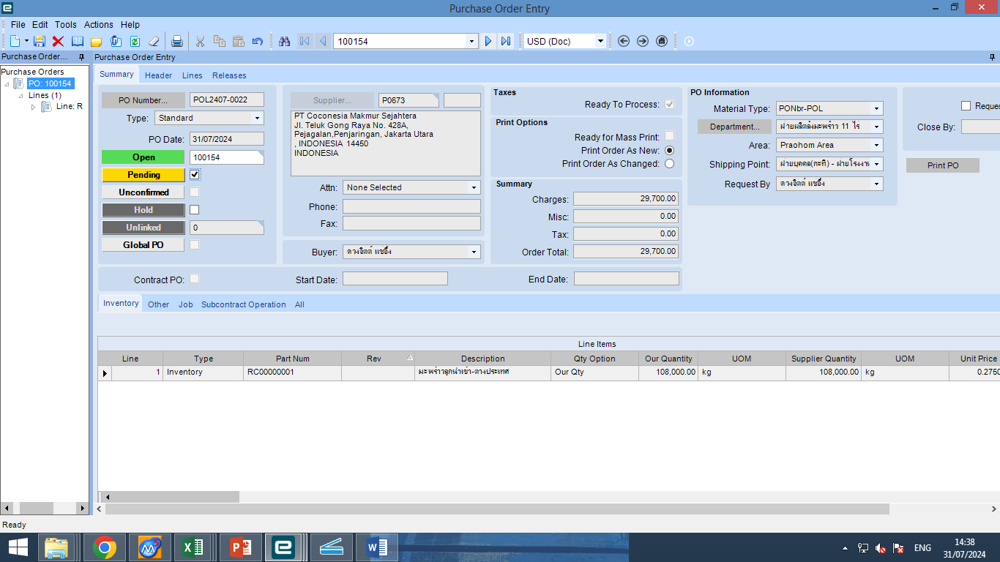 Purchase Order Entry
File Edit Tools Actions Help
100154
USD (Doc)
Purchase Order...
Purchase Order Entry
Purchase Orders
PO: 100154
Lines (1)
Line: R
Summary Header Lines Releases
PO Number... POL2407-0022
Type: Standard
PO Date: 31/07/2024
Open 100154
Pending
Unconfirmed
Hold
Unlinked 0
Global PO
Supplier... P0673
PT Coconesia Makmur Sejahtera
Jl. Teluk Gong Raya No. 428A,
Pejagalan,Penjaringan, Jakarta Utara
, INDONESIA 14450
INDONESIA
Attn: None Selected
Phone:
Fax:
Buyer: ดวงจิตต์ แซ่อึ้ง
Taxes
Ready To Process:
Print Options
Ready for Mass Print:
Print Order As New:
Print Order As Changed:
Summary
Charges: 29,700.00
Misc: 0.00
Tax: 0.00
Order Total: 29,700.00
PO Information
Material Type: PONbr-POL
Department... ฝ่ายผลิตล้งมะพร้าว 11 ไร่
Area: Praohom Area
Shipping Point: ฝ่ายบุคคล(กะทิ) - ฝ่ายโรงงาน
Request By ดวงจิตต์ แซ่อึ้ง
Reques
Close By:
Print PO
Contract PO: Start Date: End Date:
Inventory Other Job Subcontract Operation All
Line Items
Line Type Part Num Rev Description Qty Option Our Quantity UOM Supplier Quantity UOM Unit Price
1 Inventory RC00000001 มะพร้าวลูกนำเข้า-ต่างประเทศ Our Qty 108,000.00 kg 108,000.00 kg 0.2750
Ready
ENG
14:38
31/07/2024